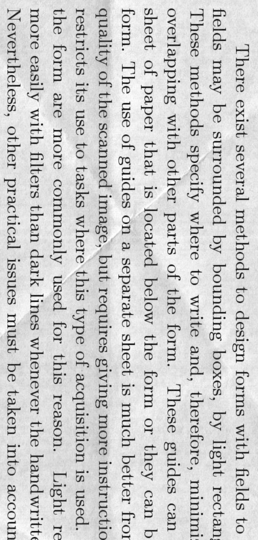 There exist several methods to design forms with fields to
fields may be surrounded by bounding boxes, by light rectan
These methods specify where to write and, therefore, minimi
overlapping with other parts of the form. These guides can
sheet of paper that is located below the form or they can b
form. The use of guides on a separate sheet is much better fro
quality of the scanned image, but requires giving more instructio
restricts its use to tasks where this type of acquisition is used.
the form are more commonly used for this reason. Light re
more easily with filters than dark lines whenever the handwritte
Nevertheless, other practical issues must be taken into accoun